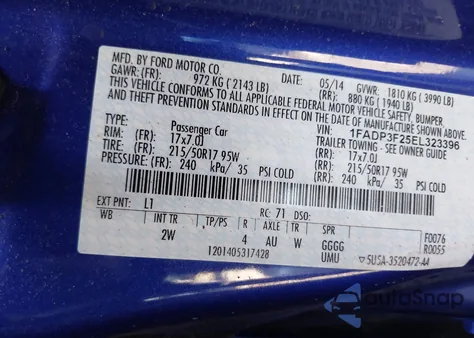 MFD. BY FORD MOTOR CO.
DATE: 05/14 GVWR: 1810 KG ( 3990 LB)
GAWR: (FR): 972 KG ( 2143 LB) (RR): 880 KG ( 1940 LB)
THIS VEHICLE CONFORMS TO ALL APPLICABLE FEDERAL MOTOR VEHICLE SAFETY, BUMPER
AND THEFT PREVENTION STANDARDS IN EFFECT ON THE DATE OF MANUFACTURE SHOWN ABOVE.
VIN: 1FADP3F25EL323396
TYPE: Passenger Car TRAILER TOWING - SEE OWNER GUIDE
RIM: (FR): 17x7.0J (RR): 17x7.0J
TIRE: (FR): 215/50R17 95W (RR): 215/50R17 95W
PRESSURE: (FR): 240 kPa/ 35 PSI COLD (RR): 240 kPa/ 35 PSI COLD
EXT PNT: L1 RC: 71 DSO: F0076
WB INT TR TP/PS R AXLE TR SPR R0055
2W 4 AU W GGGG
1201405317428 UMU 5U5A-3520472-AA
AutoSnap